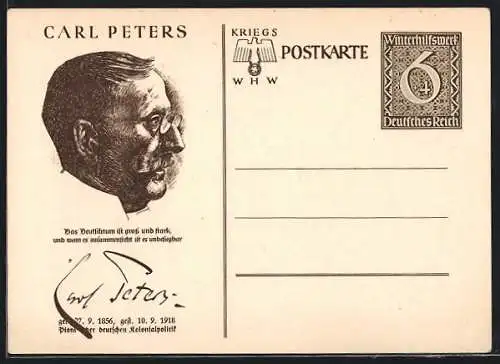 CARL PETERS
Das Deutschtum ist groß und stark,
und wenn es zusammensteht ist es unbesiegbar
Carl Peters
geb. 27. 9. 1856, gest. 10. 9. 1918
Pionier der deutschen Kolonialpolitik
KRIEGS
WHW
POSTKARTE
Winterhilfswerk
6+4
Deutsches Reich